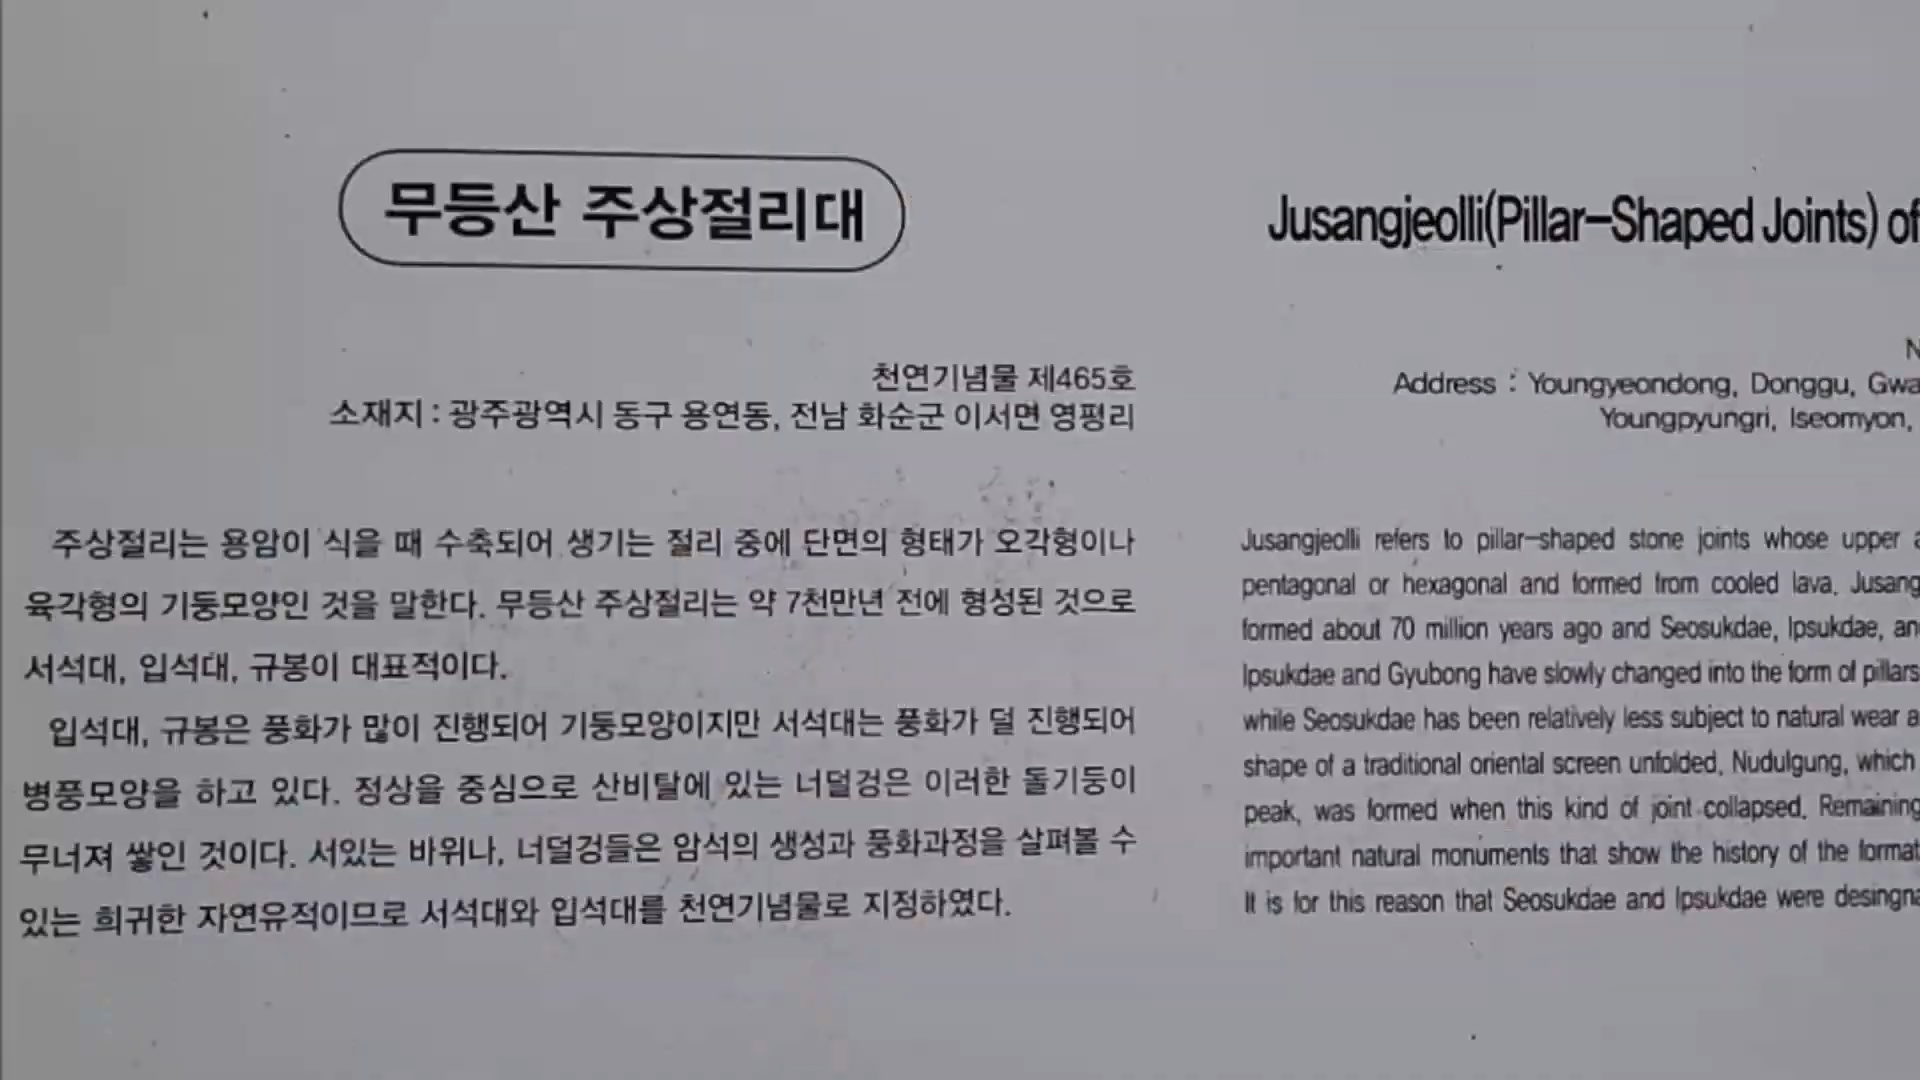 무등산 주상절리대
천연기념물 제465호
소재지 : 광주광역시 동구 용연동, 전남 화순군 이서면 영평리
주상절리는 용암이 식을 때 수축되어 생기는 절리 중에 단면의 형태가 오각형이나
육각형의 기둥모양인 것을 말한다. 무등산 주상절리는 약 7천만년 전에 형성된 것으로
서석대, 입석대, 규봉이 대표적이다.
입석대, 규봉은 풍화가 많이 진행되어 기둥모양이지만 서석대는 풍화가 덜 진행되어
병풍모양을 하고 있다. 정상을 중심으로 산비탈에 있는 너덜겅은 이러한 돌기둥이
무너져 쌓인 것이다. 서있는 바위나, 너덜겅들은 암석의 생성과 풍화과정을 살펴볼 수
있는 희귀한 자연유적이므로 서석대와 입석대를 천연기념물로 지정하였다.
Jusangjeolli(Pillar-Shaped Joints) of
Address : Youngyeondong, Donggu,
Youngpyungri, Iseomyon,
Jusangjeolli refers to pillar-shaped stone joints whose upper
pentagonal or hexagonal and formed from cooled lava. Jusang
formed about 70 million years ago and Seosukdae, Ipsukdae,
Ipsukdae and Gyubong have slowly changed into the form of pillars
while Seosukdae has been relatively less subject to natural wear
shape of a traditional oriental screen unfolded. Nudulgung, which
peak, was formed when this kind of joint collapsed. Remaining
important natural monuments that show the history of the format
It is for this reason that Seosukdae and Ipsukdae were desingna